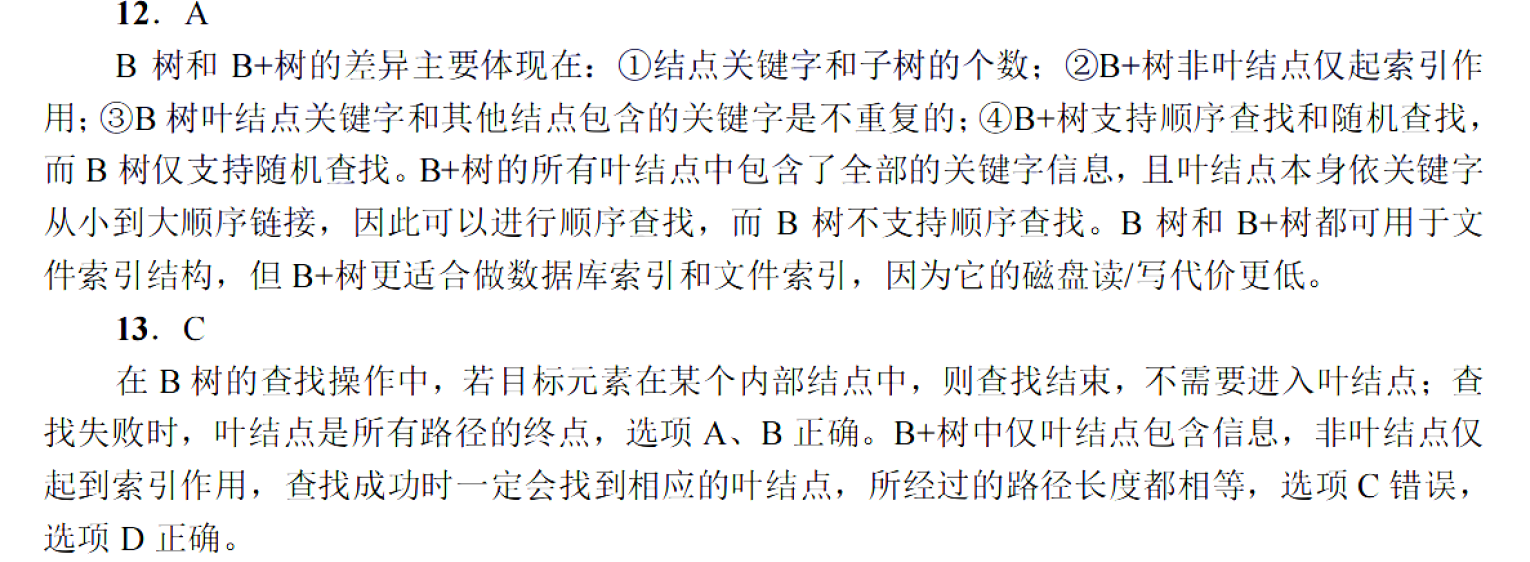 12. A
B 树和 B+树的差异主要体现在：①结点关键字和子树的个数；②B+树非叶结点仅起索引作
用；③B 树叶结点关键字和其他结点包含的关键字是不重复的；④B+树支持顺序查找和随机查找，
而 B 树仅支持随机查找。B+树的所有叶结点中包含了全部的关键字信息，且叶结点本身依关键字
从小到大顺序链接，因此可以进行顺序查找，而 B 树不支持顺序查找。B 树和 B+树都可用于文
件索引结构，但 B+树更适合做数据库索引和文件索引，因为它的磁盘读/写代价更低。
13. C
在 B 树的查找操作中，若目标元素在某个内部结点中，则查找结束，不需要进入叶结点；查
找失败时，叶结点是所有路径的终点，选项 A、B 正确。B+树中仅叶结点包含信息，非叶结点仅
起到索引作用，查找成功时一定会找到相应的叶结点，所经过的路径长度都相等，选项 C 错误，
选项 D 正确。